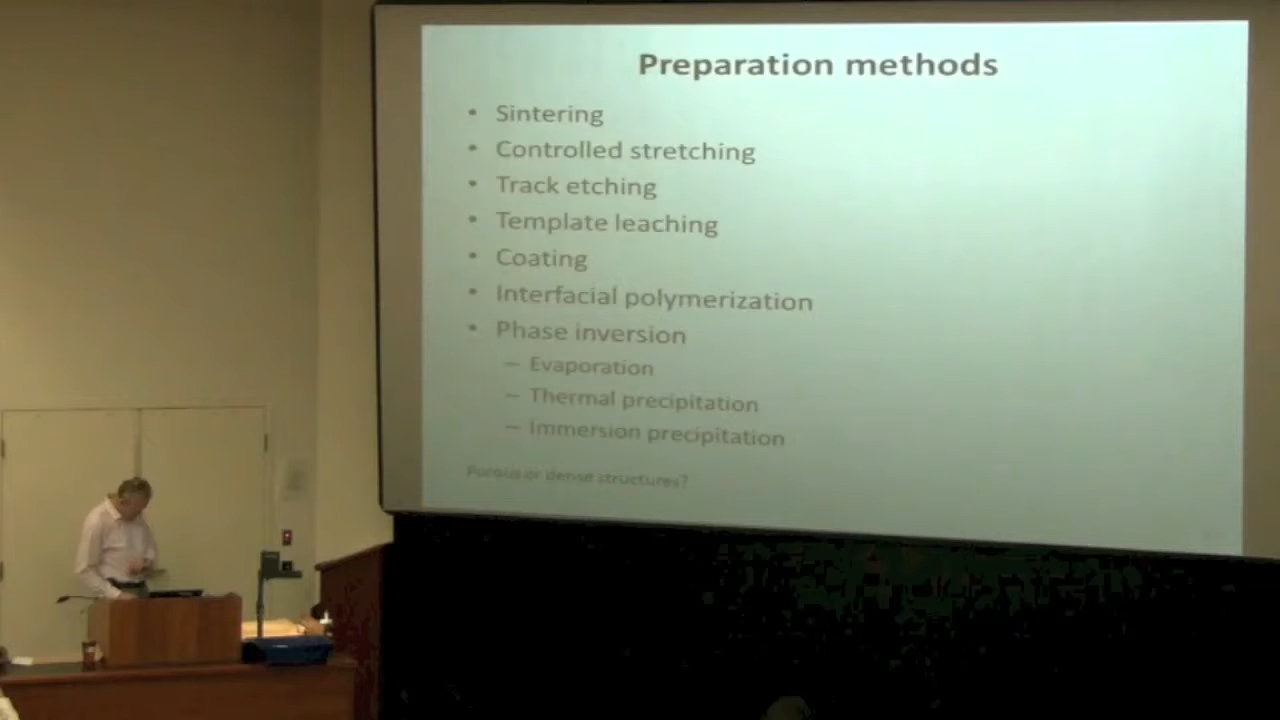 Preparation methods
• Sintering
• Controlled stretching
• Track etching
• Template leaching
• Coating
• Interfacial polymerization
• Phase inversion
– Evaporation
– Thermal precipitation
– Immersion precipitation
Porous or dense structures?